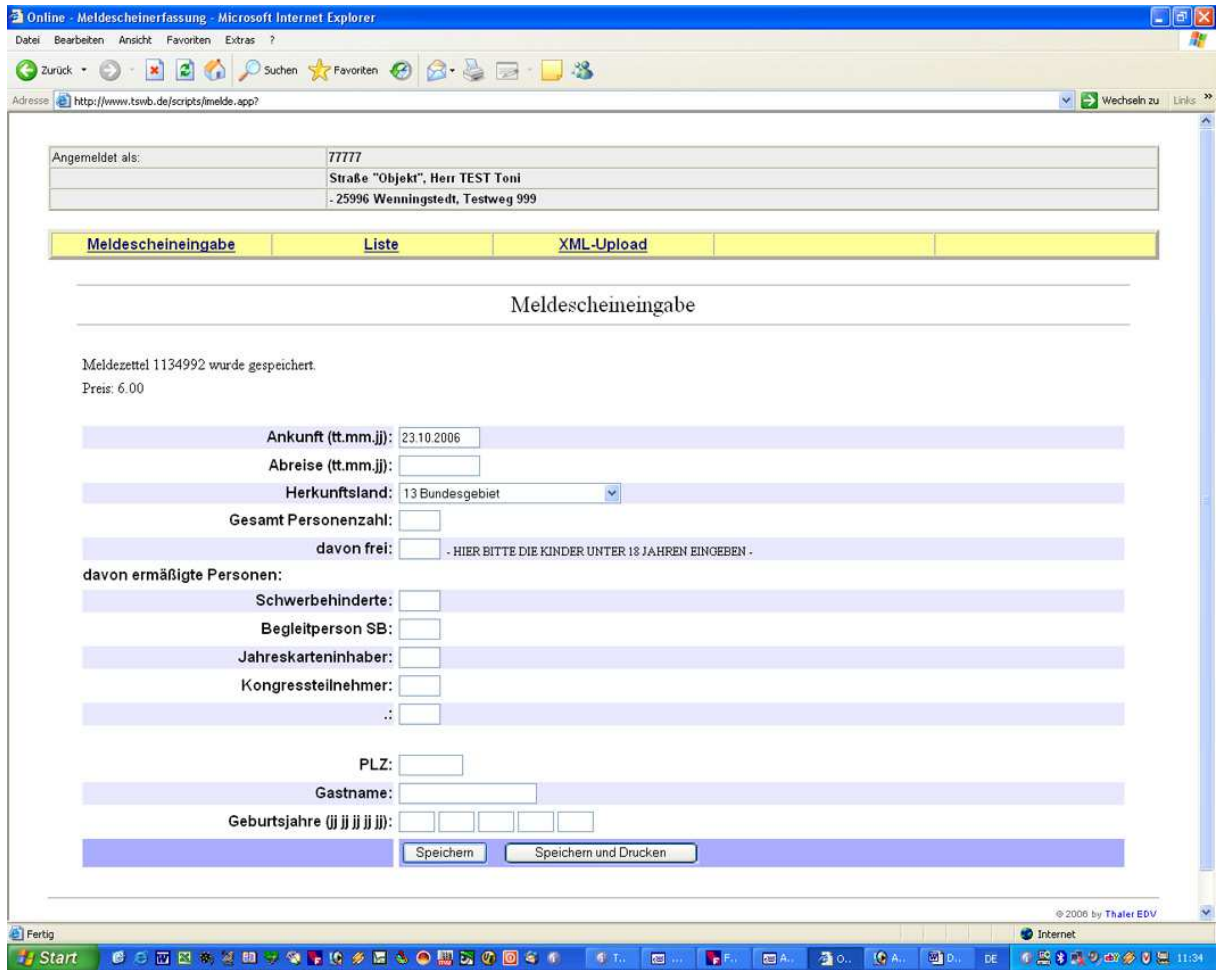 Online - Meldescheinerfassung - Microsoft Internet Explorer
Datei Bearbeiten Ansicht Favoriten Extras ?
Zurück Suchen Favoriten
Adresse http://www.tswb.de/scripts/imelde.app? Wechseln zu Links »
Angemeldet als: 77777
Straße "Objekt", Herr TEST Toni
- 25996 Wenningstedt, Testweg 999
Meldescheineingabe Liste XML-Upload
Meldescheineingabe
Meldezettel 1134992 wurde gespeichert.
Preis: 6.00
Ankunft (tt.mm.jj): 23.10.2006
Abreise (tt.mm.jj):
Herkunftsland: 13 Bundesgebiet
Gesamt Personenzahl:
davon frei: - HIER BITTE DIE KINDER UNTER 18 JAHREN EINGEBEN -
davon ermäßigte Personen:
Schwerbehinderte:
Begleitperson SB:
Jahreskarteninhaber:
Kongressteilnehmer:
.:
PLZ:
Gastname:
Geburtsjahre (jj jj jj jj jj):
Speichern Speichern und Drucken
© 2006 by Thaler EDV
Fertig Internet
Start T.. ... F.. A.. O.. A.. D.. DE 11:34